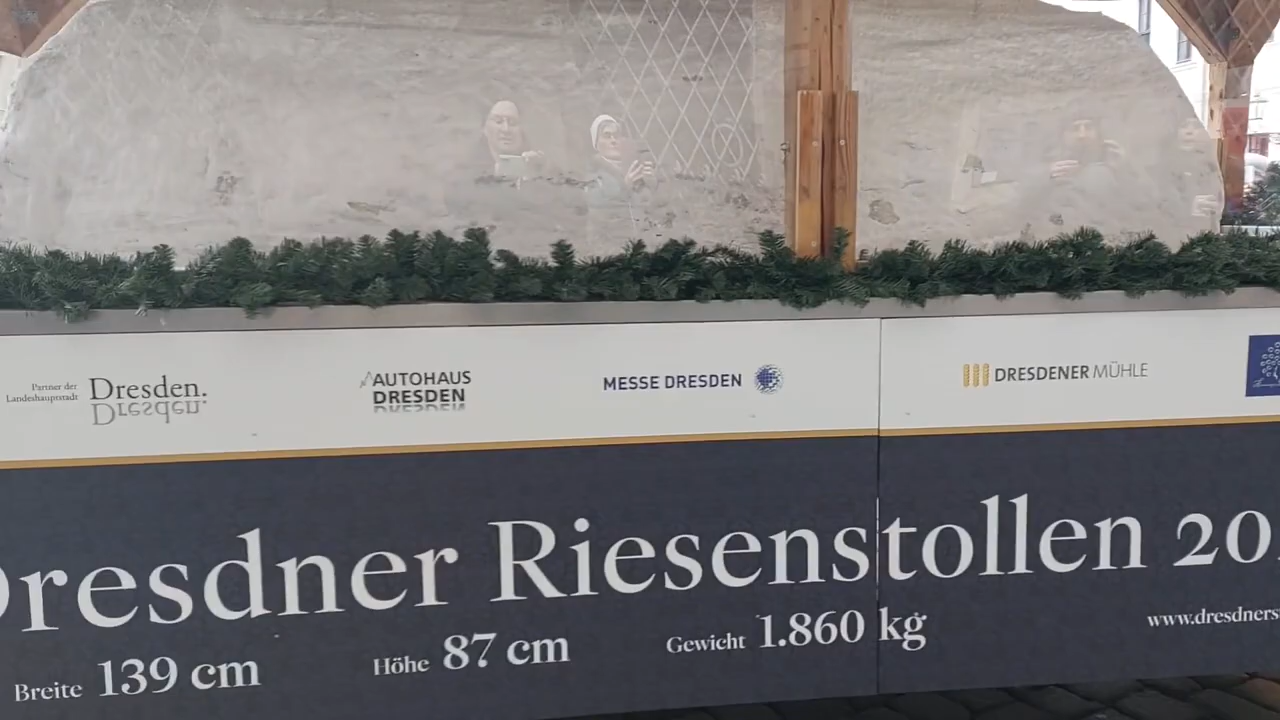 Partner der
Landeshauptstadt
Dresden.
AUTOHAUS
DRESDEN
MESSE DRESDEN
DRESDENER MÜHLE
Dresdner Riesenstollen 20
Breite 139 cm
Höhe 87 cm
Gewicht 1.860 kg
www.dresdners